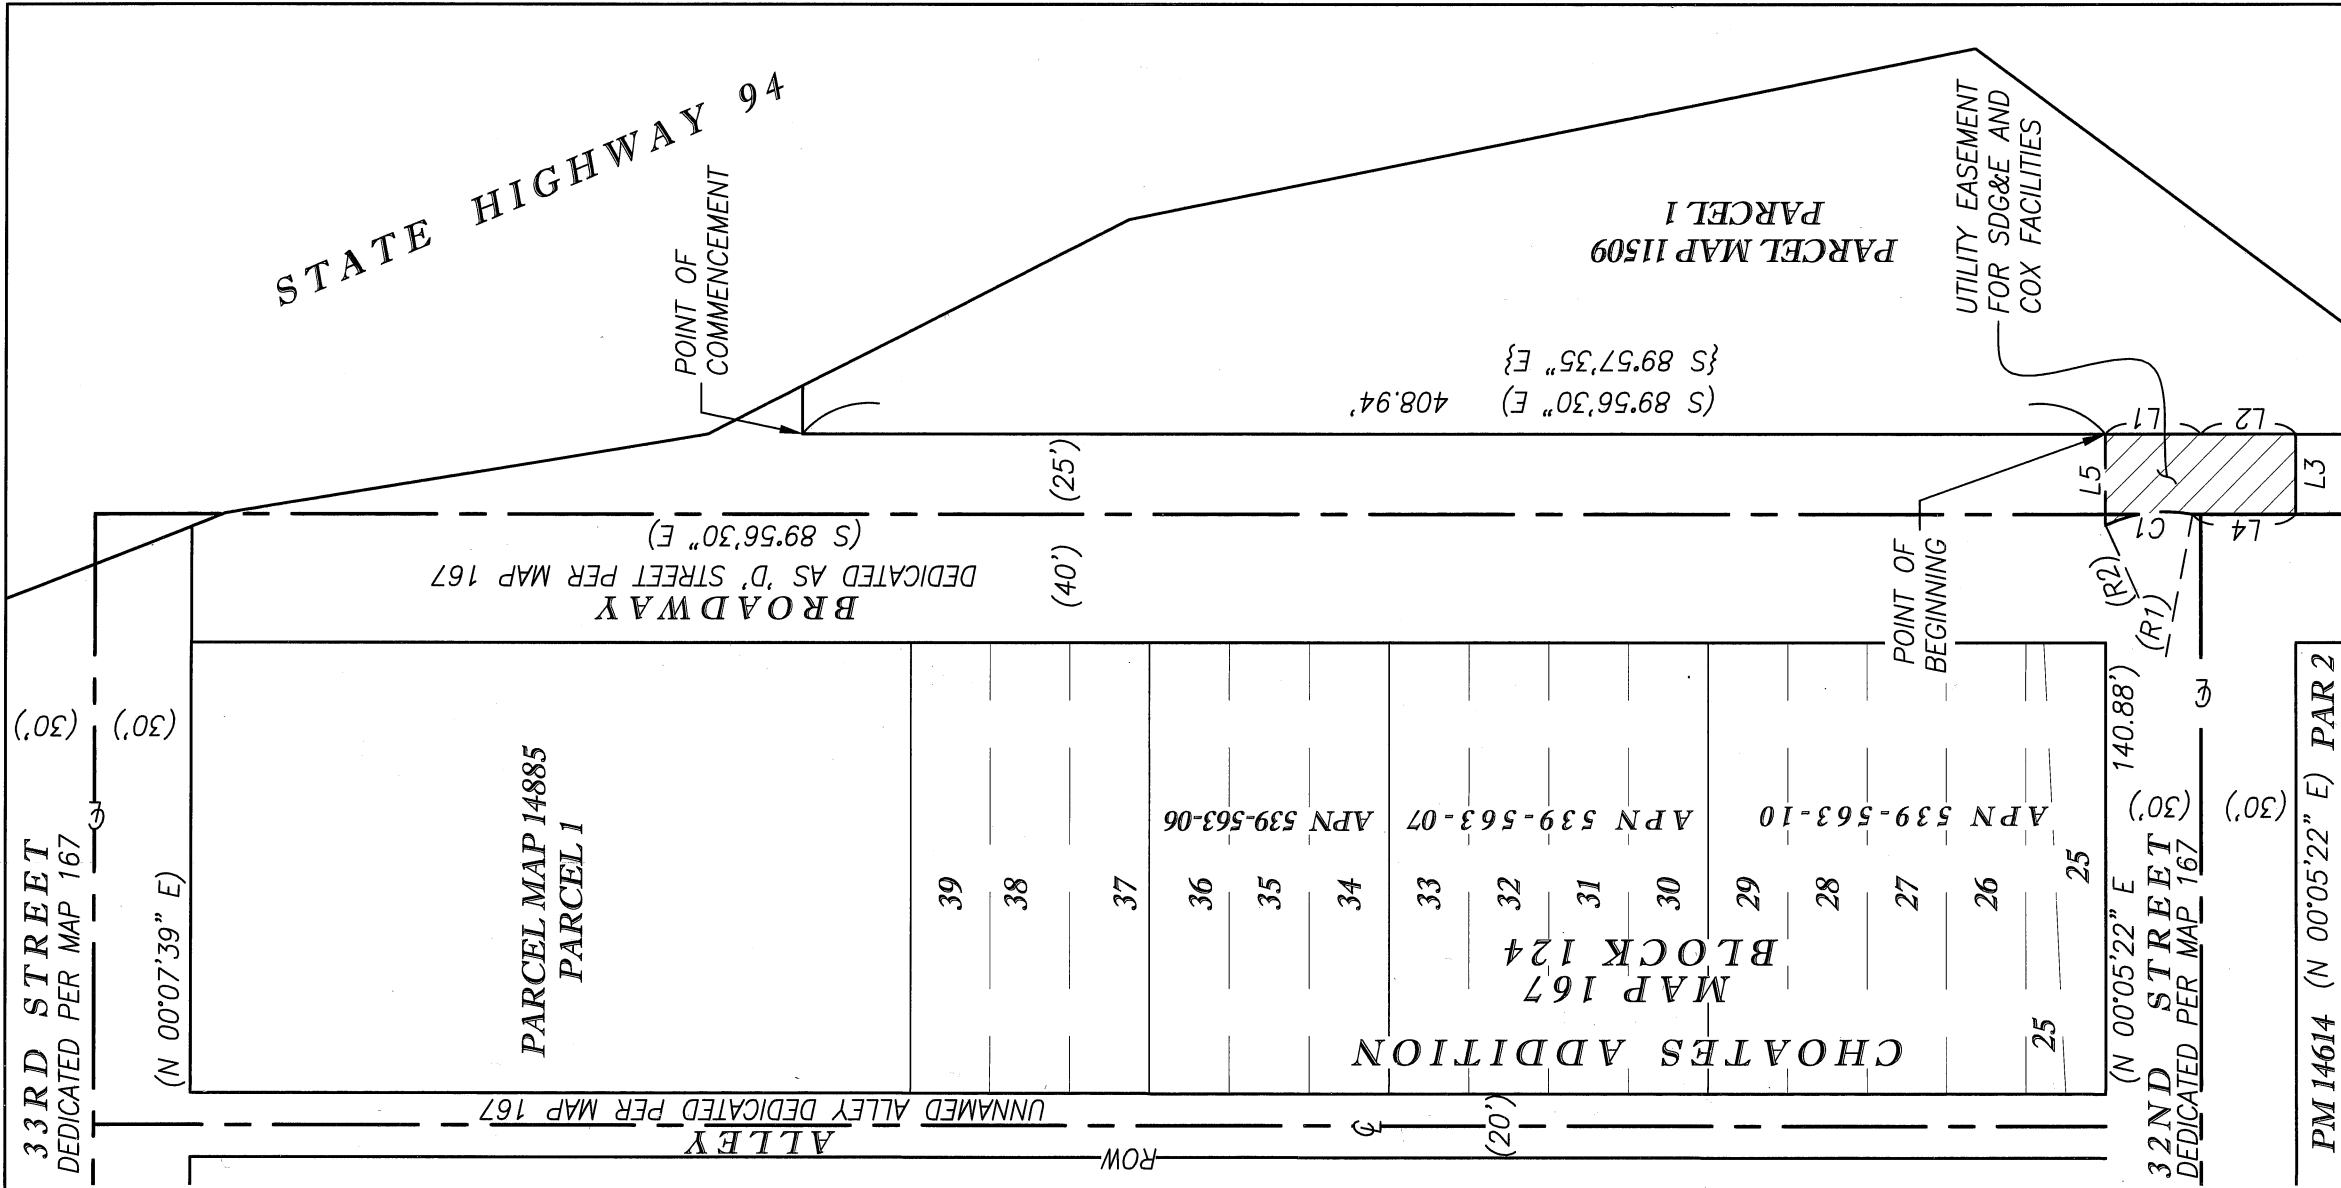 STATE HIGHWAY 94
POINT OF
COMMENCEMENT
PARCEL MAP 11509
PARCEL 1
UTILITY EASEMENT
FOR SDG&E AND
COX FACILITIES
(S 89°56'30" E) 408.94'
{S 89°57'35" E}
L1
L2
L3
L4
L5
C1
(R2)
(R1)
(25')
(40')
POINT OF
BEGINNING
BROADWAY
DEDICATED AS 'D' STREET PER MAP 167
(S 89°56'30" E)
33RD STREET
DEDICATED PER MAP 167
(30')
(30')
℄
(N 00°07'39" E)
PARCEL MAP 14885
PARCEL 1
39
38
37
36
35
34
33
32
31
30
29
28
27
26
25
25
APN 539-563-06
APN 539-563-07
APN 539-563-10
CHOATES ADDITION
MAP 167
BLOCK 124
(N 00°05'22" E 140.88')
32ND STREET
DEDICATED PER MAP 167
(30')
(30')
℄
PM 14614 (N 00°05'22" E) PAR 2
ALLEY
UNNAMED ALLEY DEDICATED PER MAP 167
℄
(20')
ROW